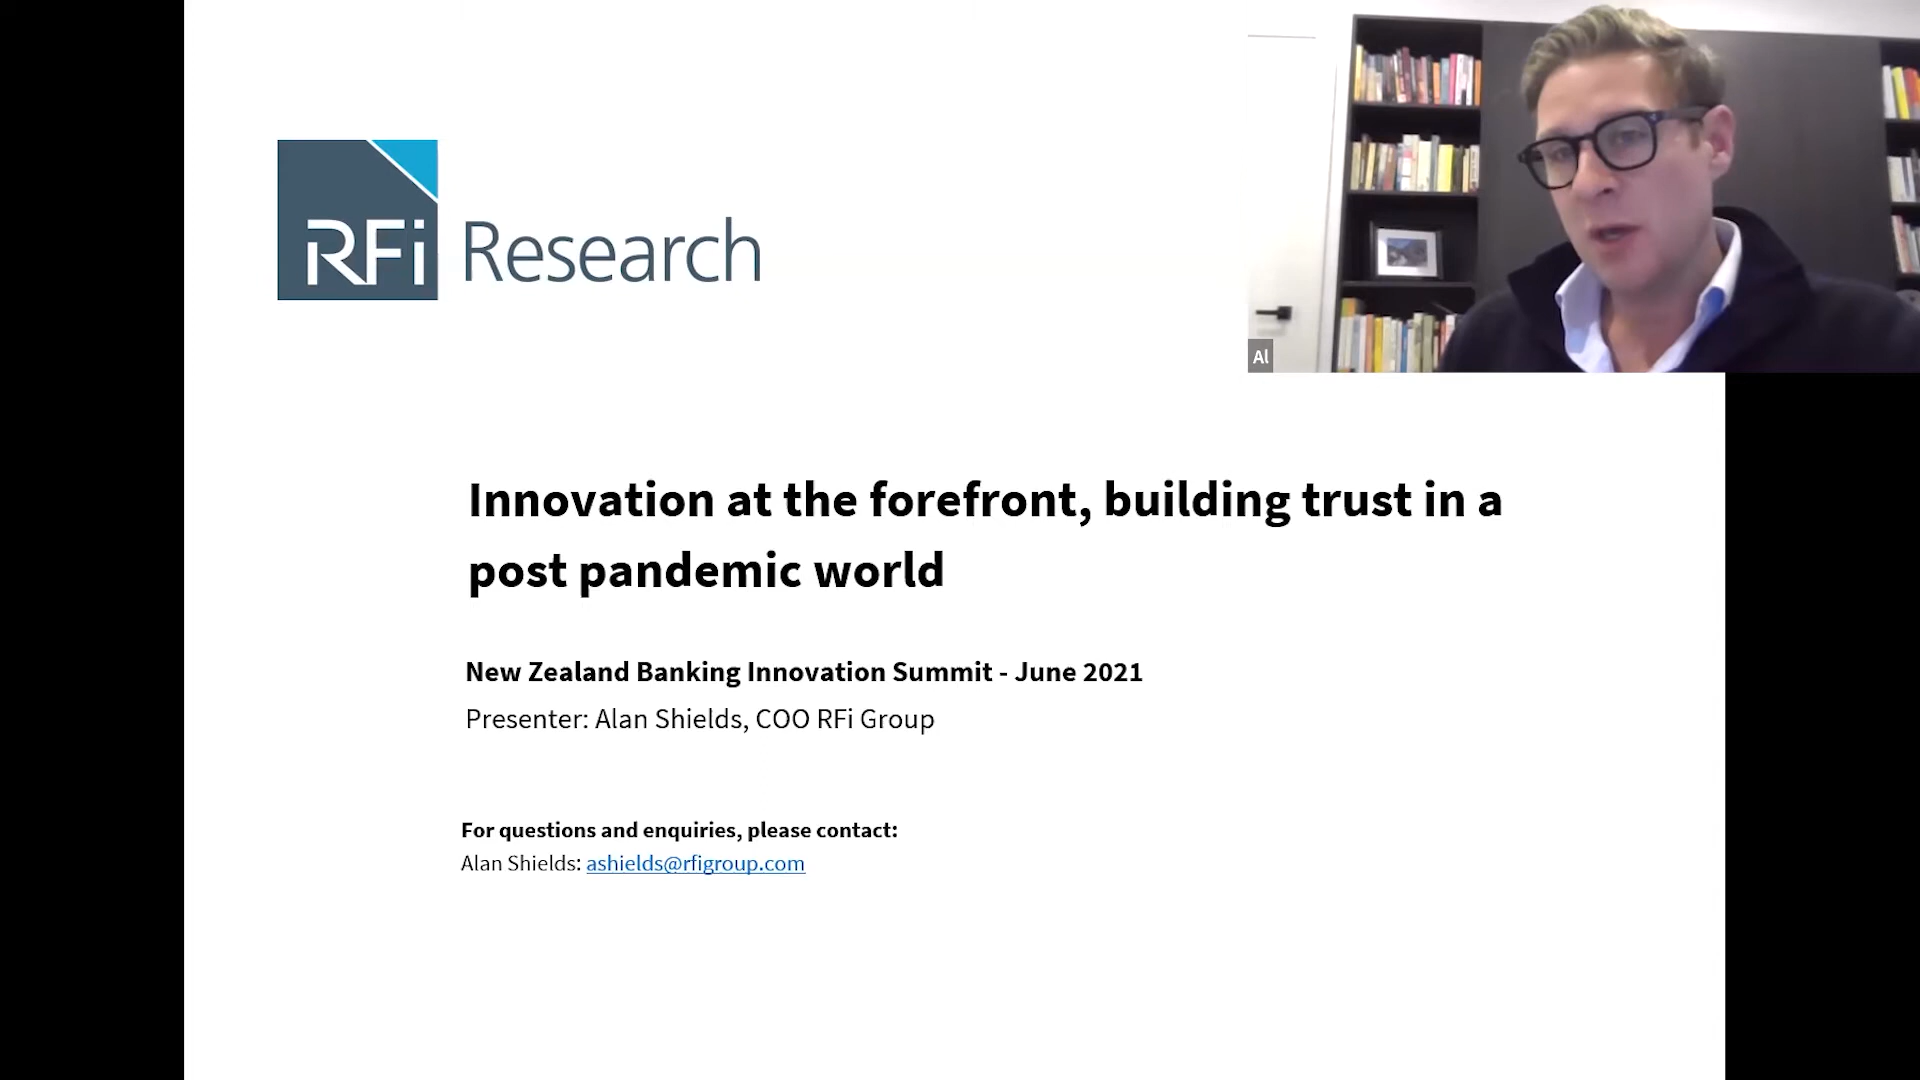 RFi Research
Al
Innovation at the forefront, building trust in a
post pandemic world
New Zealand Banking Innovation Summit - June 2021
Presenter: Alan Shields, COO RFi Group
For questions and enquiries, please contact:
Alan Shields: ashields@rfigroup.com